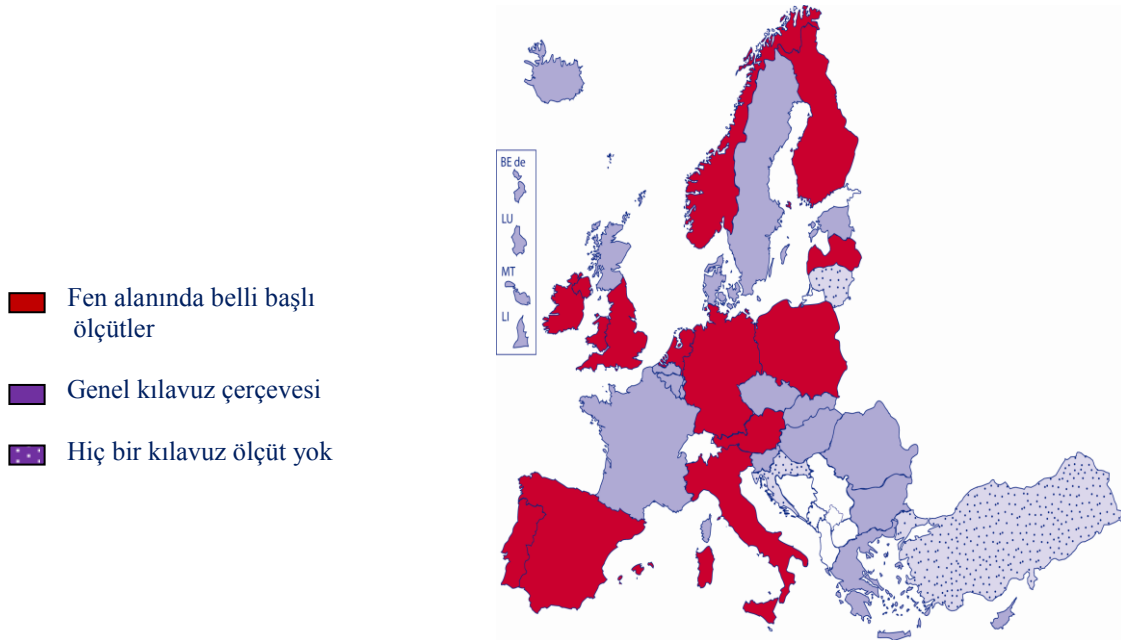 Fen alanında belli başlı
ölçütler
Genel kılavuz çerçevesi
Hiç bir kılavuz ölçüt yok
BE de
LU
MT
LI